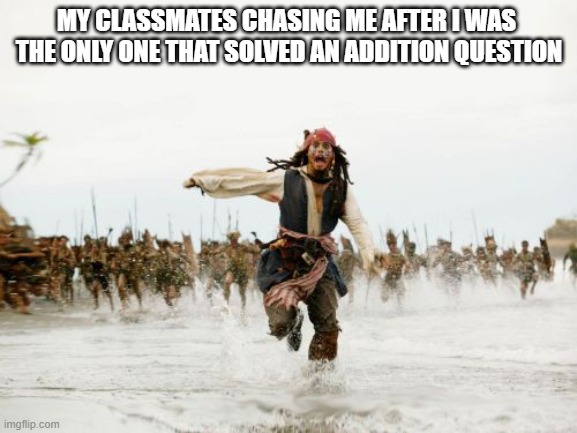 MY CLASSMATES CHASING ME AFTER I WAS
THE ONLY ONE THAT SOLVED AN ADDITION QUESTION
imgflip.com